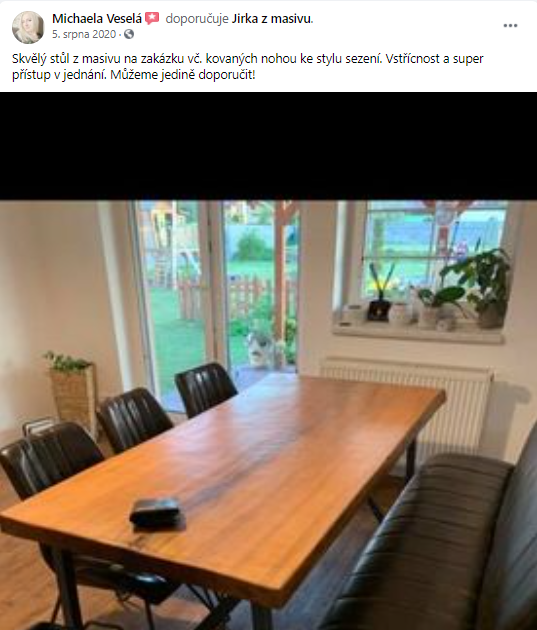 Michaela Veselá doporučuje Jirka z masivu.
5. srpna 2020 ·
Skvělý stůl z masivu na zakázku vč. kovaných nohou ke stylu sezení. Vstřícnost a super
přístup v jednání. Můžeme jedině doporučit!